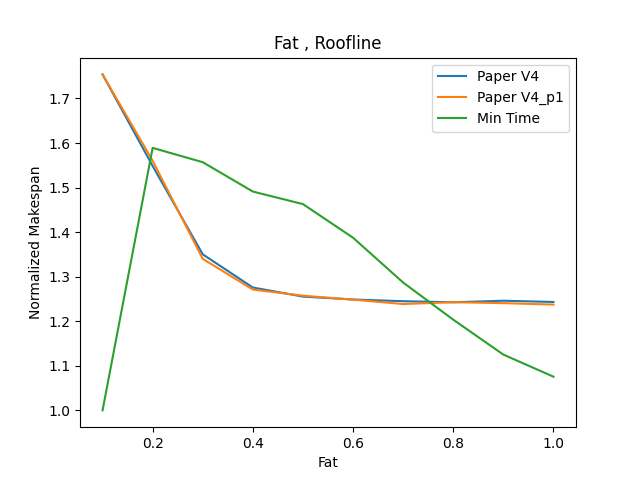 Fat , Roofline
Paper V4
Paper V4_p1
Min Time
Normalized Makespan
1.7
1.6
1.5
1.4
1.3
1.2
1.1
1.0
0.2
0.4
0.6
0.8
1.0
Fat